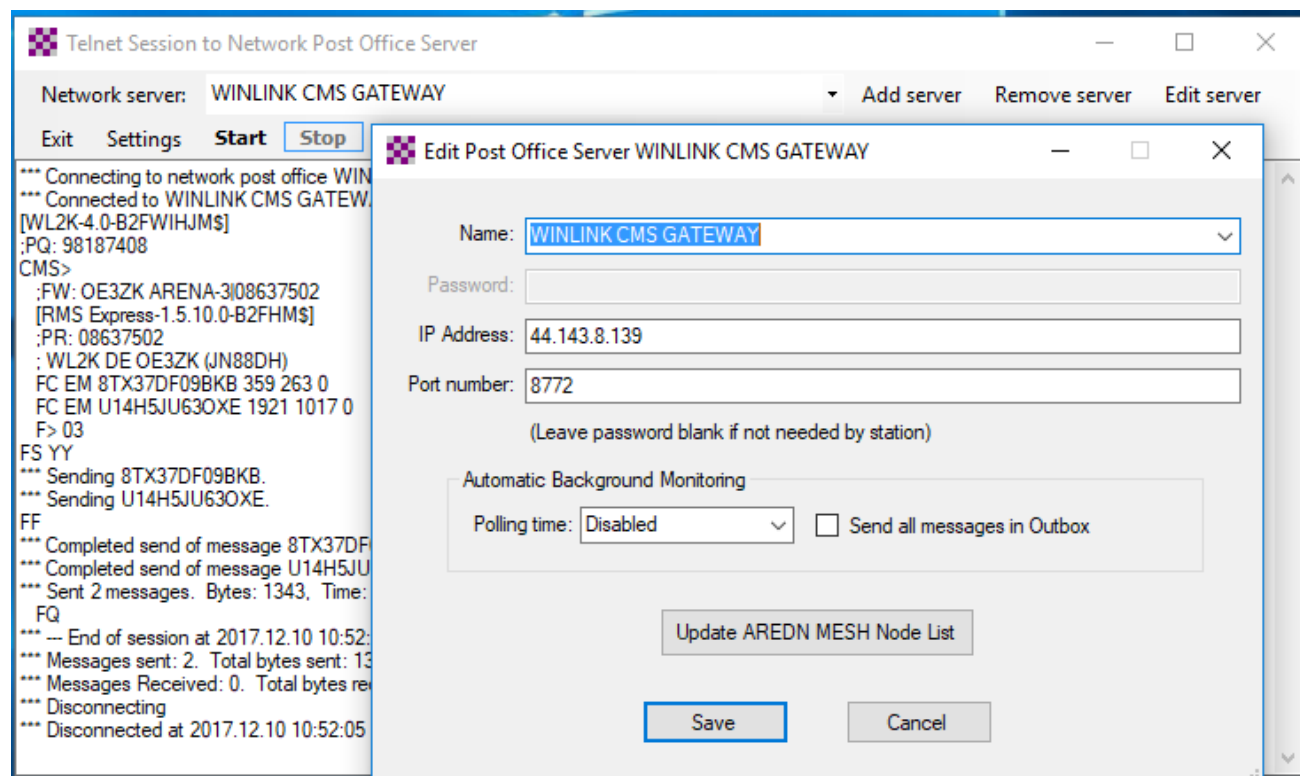 Telnet Session to Network Post Office Server
Network server: WINLINK CMS GATEWAY Add server Remove server Edit server
Exit Settings Start Stop
*** Connecting to network post office WIN
*** Connected to WINLINK CMS GATEW
[WL2K-4.0-B2FWIHJM$]
;PQ: 98187408
CMS>
;FW: OE3ZK ARENA-3|08637502
[RMS Express-1.5.10.0-B2FHM$]
;PR: 08637502
; WL2K DE OE3ZK (JN88DH)
FC EM 8TX37DF09BKB 359 263 0
FC EM U14H5JU63OXE 1921 1017 0
F> 03
FS YY
*** Sending 8TX37DF09BKB.
*** Sending U14H5JU63OXE.
FF
*** Completed send of message 8TX37DF
*** Completed send of message U14H5JU
*** Sent 2 messages. Bytes: 1343, Time:
FQ
*** --- End of session at 2017.12.10 10:52:
*** Messages sent: 2. Total bytes sent: 13
*** Messages Received: 0. Total bytes re
*** Disconnecting
*** Disconnected at 2017.12.10 10:52:05
Edit Post Office Server WINLINK CMS GATEWAY
Name: WINLINK CMS GATEWAY
Password:
IP Address: 44.143.8.139
Port number: 8772
(Leave password blank if not needed by station)
Automatic Background Monitoring
Polling time: Disabled Send all messages in Outbox
Update AREDN MESH Node List
Save Cancel